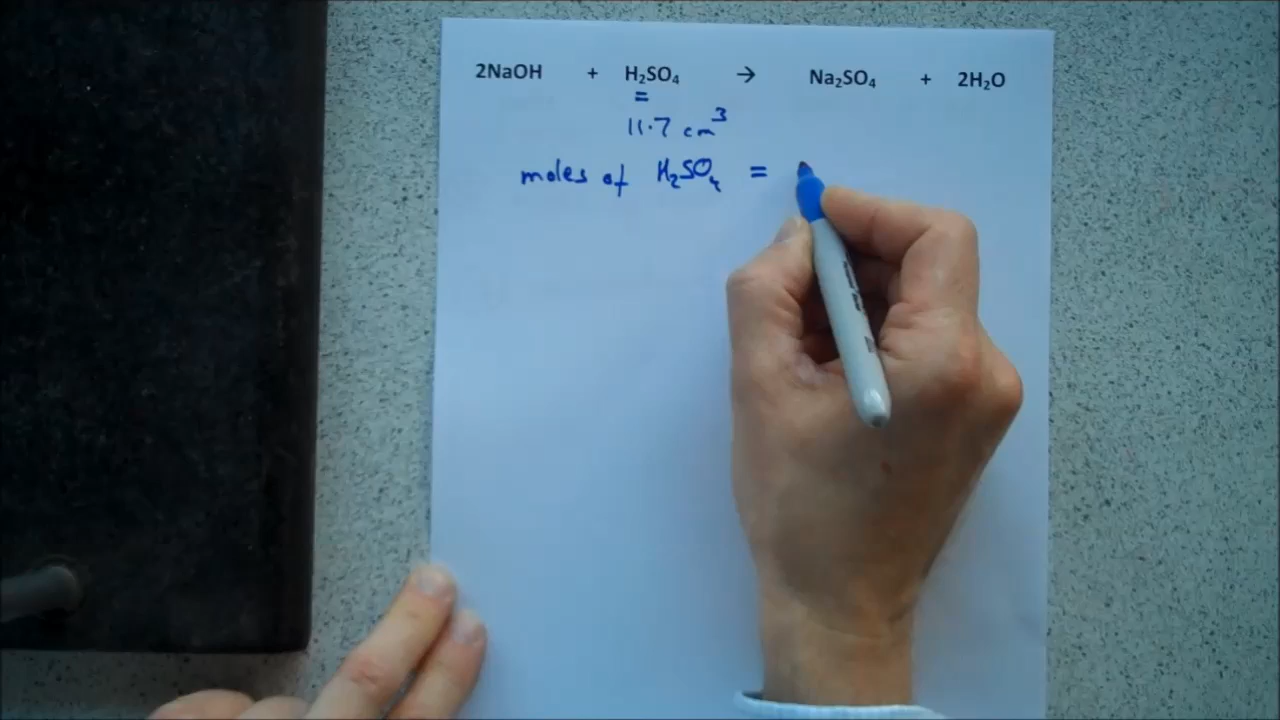 2NaOH + H₂SO₄ → Na₂SO₄ + 2H₂O
=
11.7 cm³
moles of H₂SO₄ =